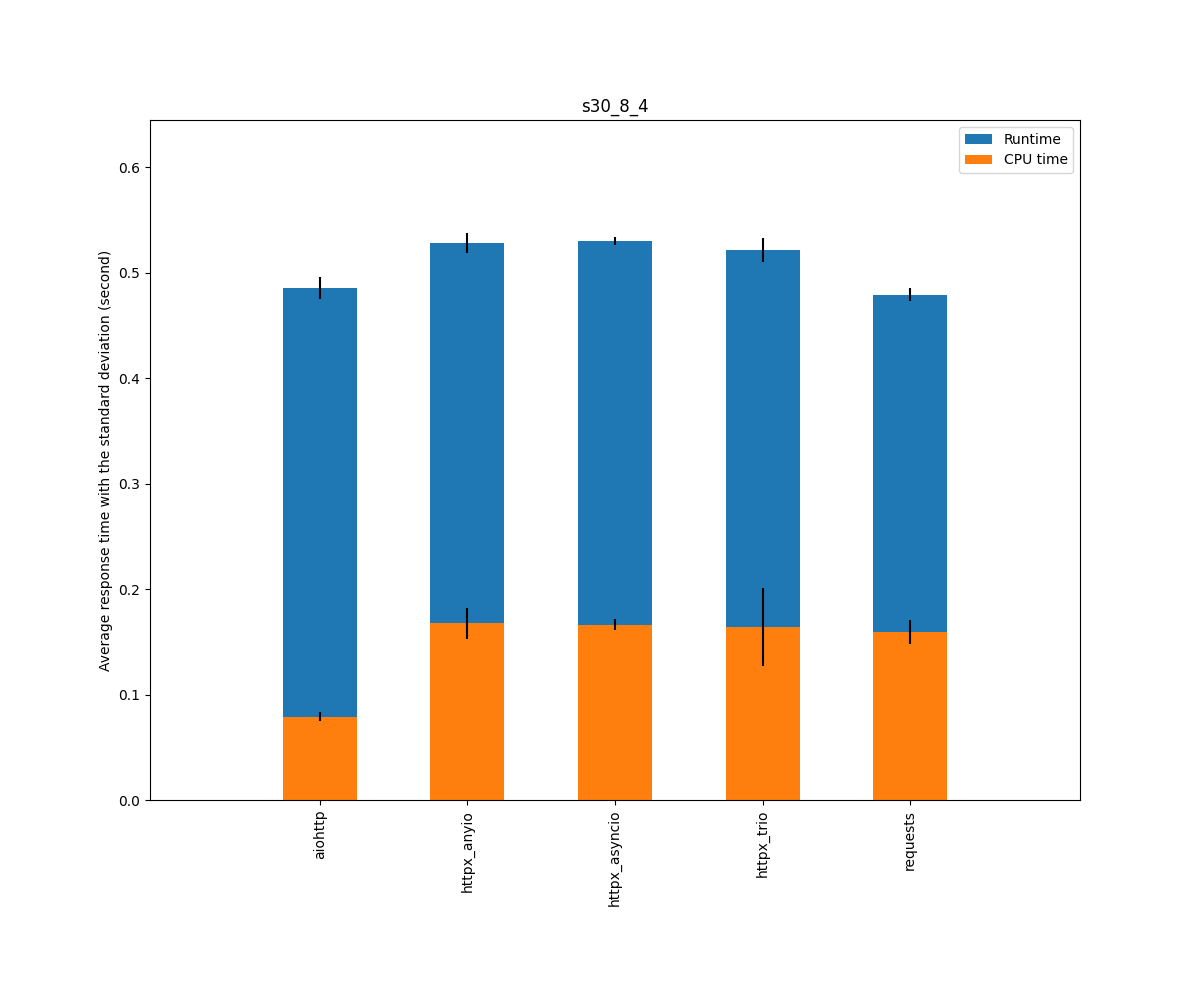 s30_8_4
Runtime
CPU time
Average response time with the standard deviation (second)
0.6
0.5
0.4
0.3
0.2
0.1
0.0
aiohttp
httpx_anyio
httpx_asyncio
httpx_trio
requests